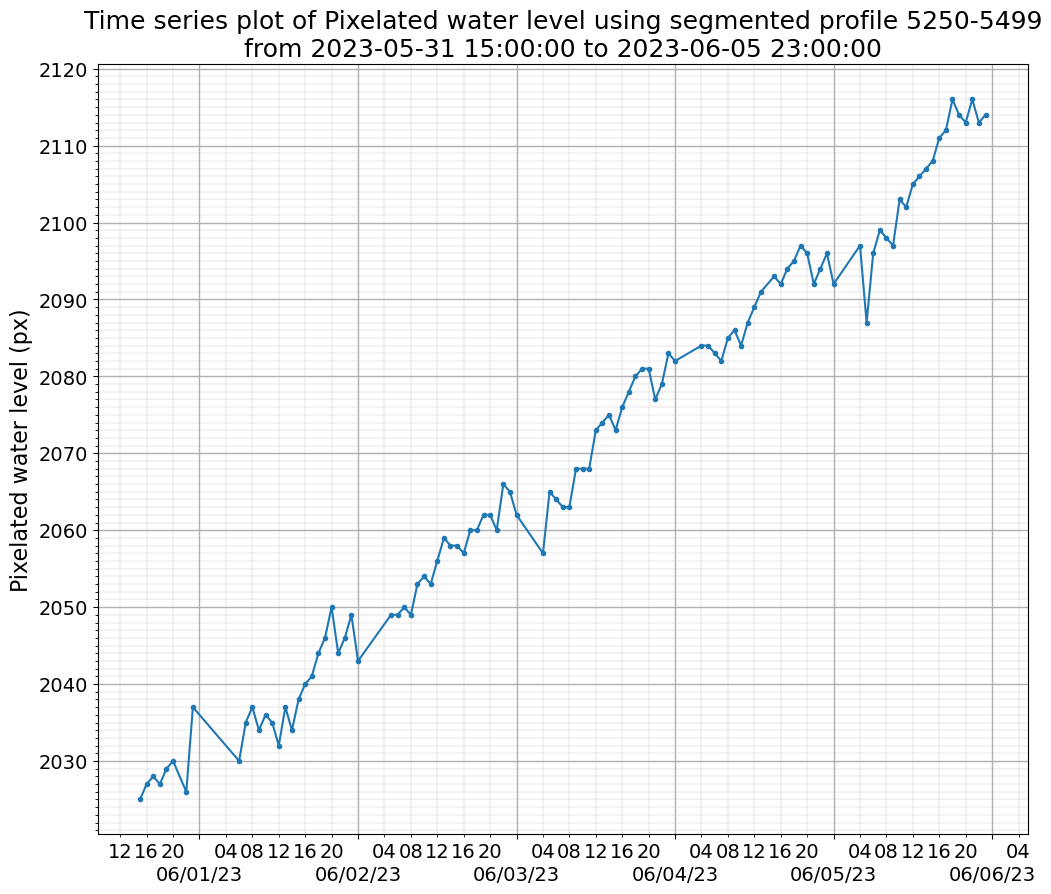 Time series plot of Pixelated water level using segmented profile 5250-5499
from 2023-05-31 15:00:00 to 2023-06-05 23:00:00
Pixelated water level (px)
2120
2110
2100
2090
2080
2070
2060
2050
2040
2030
12 16 20 04 08 12 16 20 04 08 12 16 20 04 08 12 16 20 04 08 12 16 20 04 08 12 16 20 04
06/01/23 06/02/23 06/03/23 06/04/23 06/05/23 06/06/23